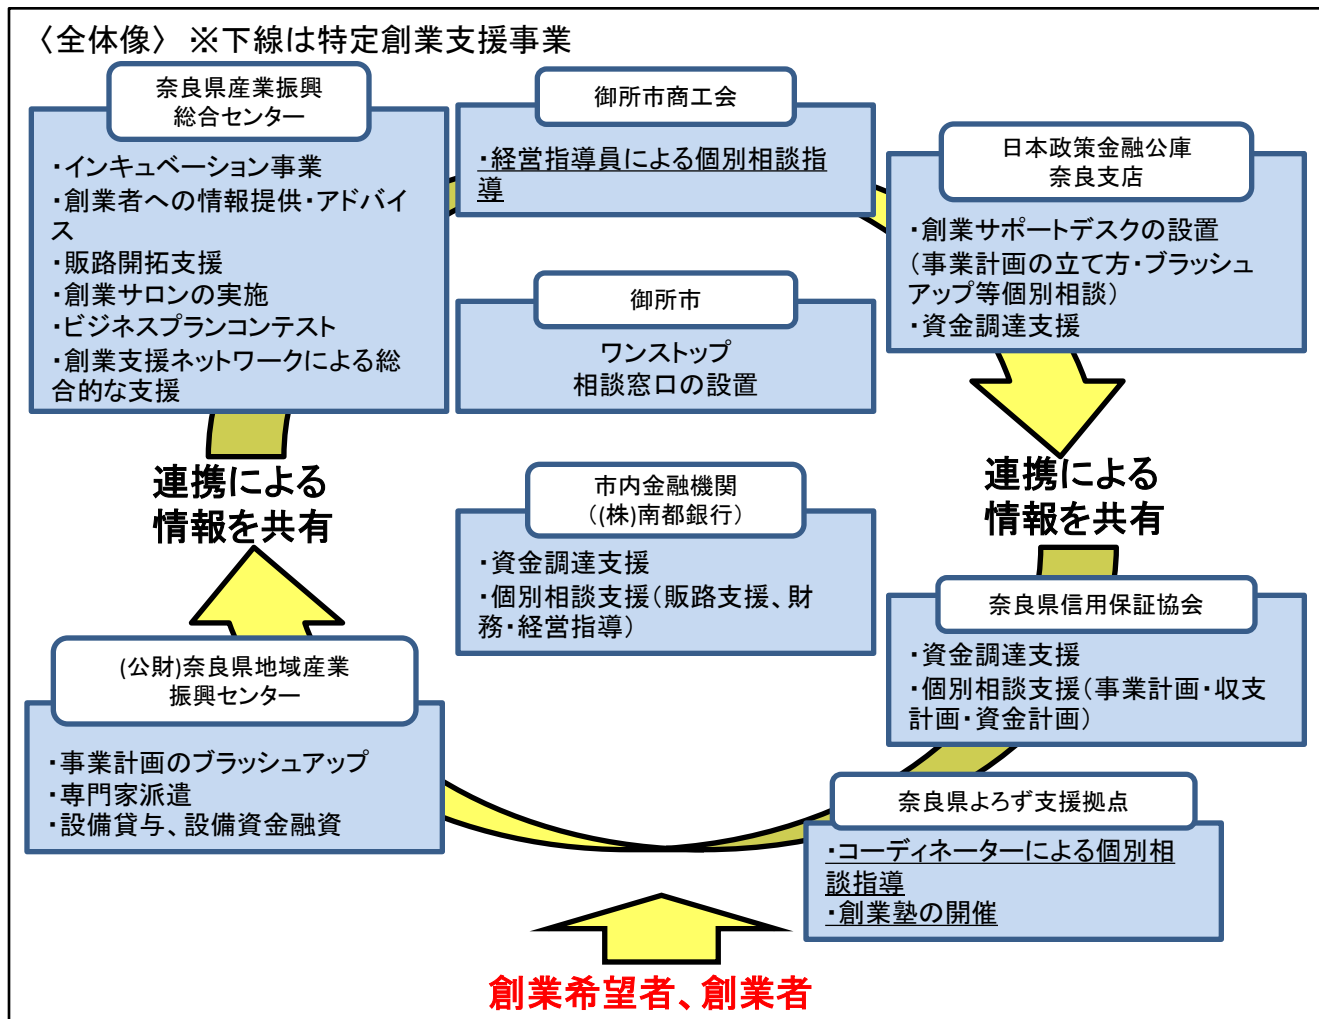 〈全体像〉 ※下線は特定創業支援事業
奈良県産業振興
総合センター
・インキュベーション事業
・創業者への情報提供・アドバイ
ス
・販路開拓支援
・創業サロンの実施
・ビジネスプランコンテスト
・創業支援ネットワークによる総
合的な支援
御所市商工会
・経営指導員による個別相談指
導
日本政策金融公庫
奈良支店
・創業サポートデスクの設置
（事業計画の立て方・ブラッシュ
アップ等個別相談）
・資金調達支援
御所市
ワンストップ
相談窓口の設置
連携による
情報を共有
市内金融機関
（(株)南都銀行）
・資金調達支援
・個別相談支援（販路支援、財
務・経営指導）
連携による
情報を共有
奈良県信用保証協会
・資金調達支援
・個別相談支援（事業計画・収支
計画・資金計画）
(公財)奈良県地域産業
振興センター
・事業計画のブラッシュアップ
・専門家派遣
・設備貸与、設備資金融資
奈良県よろず支援拠点
・コーディネーターによる個別相
談指導
・創業塾の開催
創業希望者、創業者